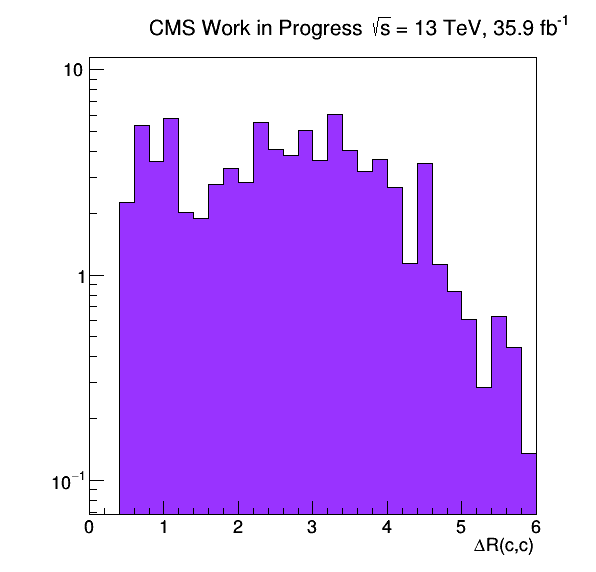 CMS Work in Progress √s = 13 TeV, 35.9 fb⁻¹
10
1
10⁻¹
0 1 2 3 4 5 6
ΔR(c,c)